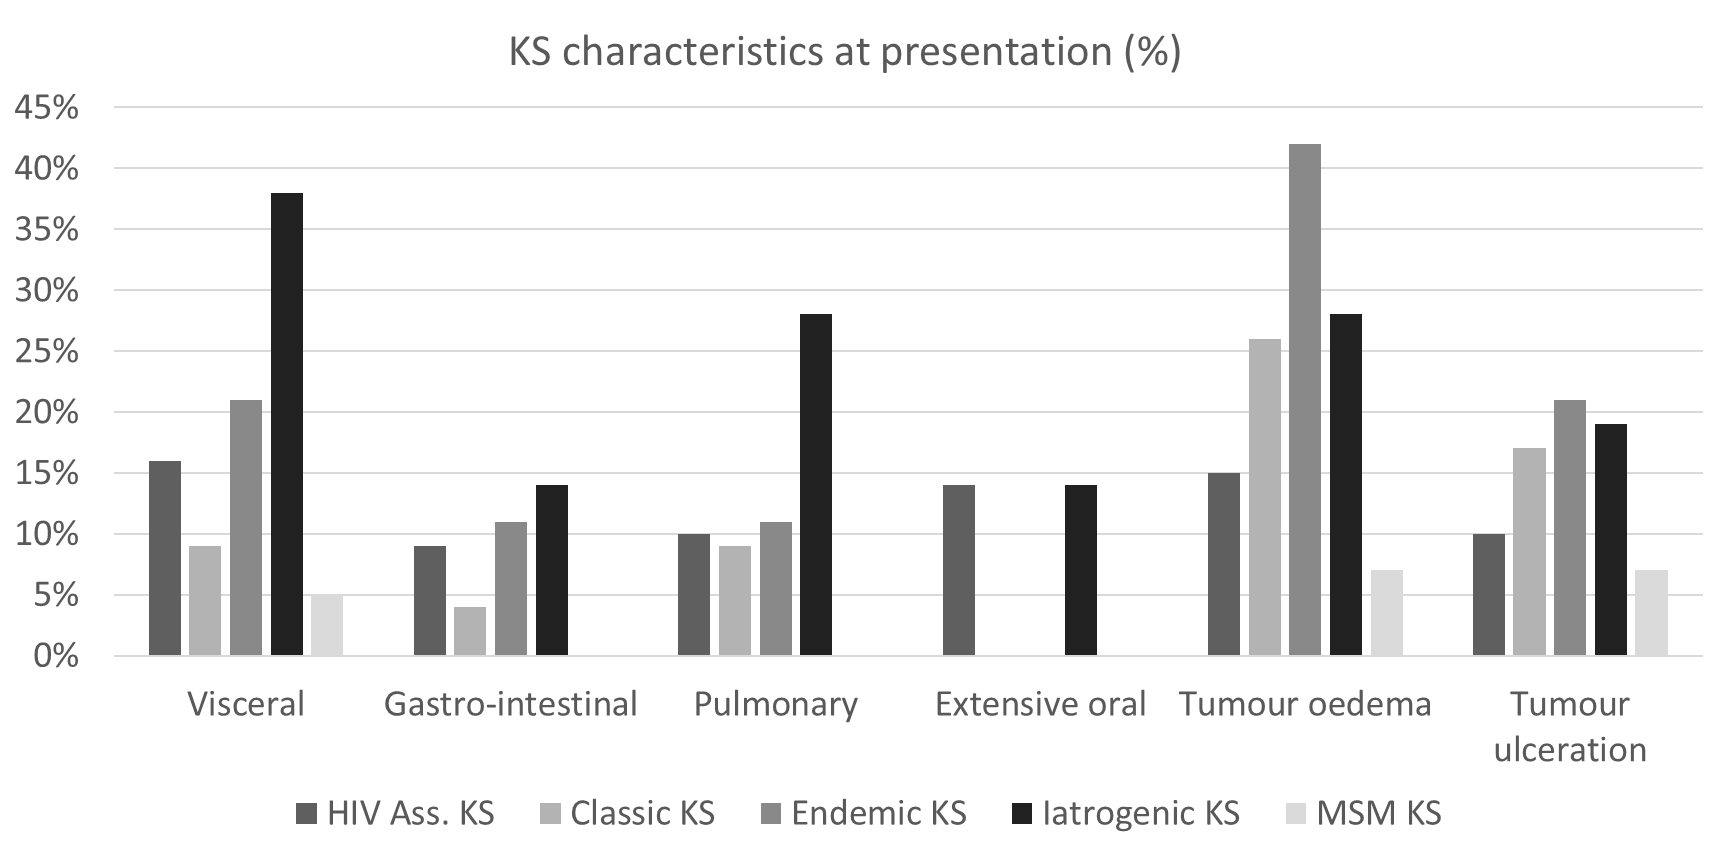 KS characteristics at presentation (%)
45%
40%
35%
30%
25%
20%
15%
10%
5%
0%
Visceral
Gastro-intestinal
Pulmonary
Extensive oral
Tumour oedema
Tumour
ulceration
HIV Ass. KS
Classic KS
Endemic KS
Iatrogenic KS
MSM KS